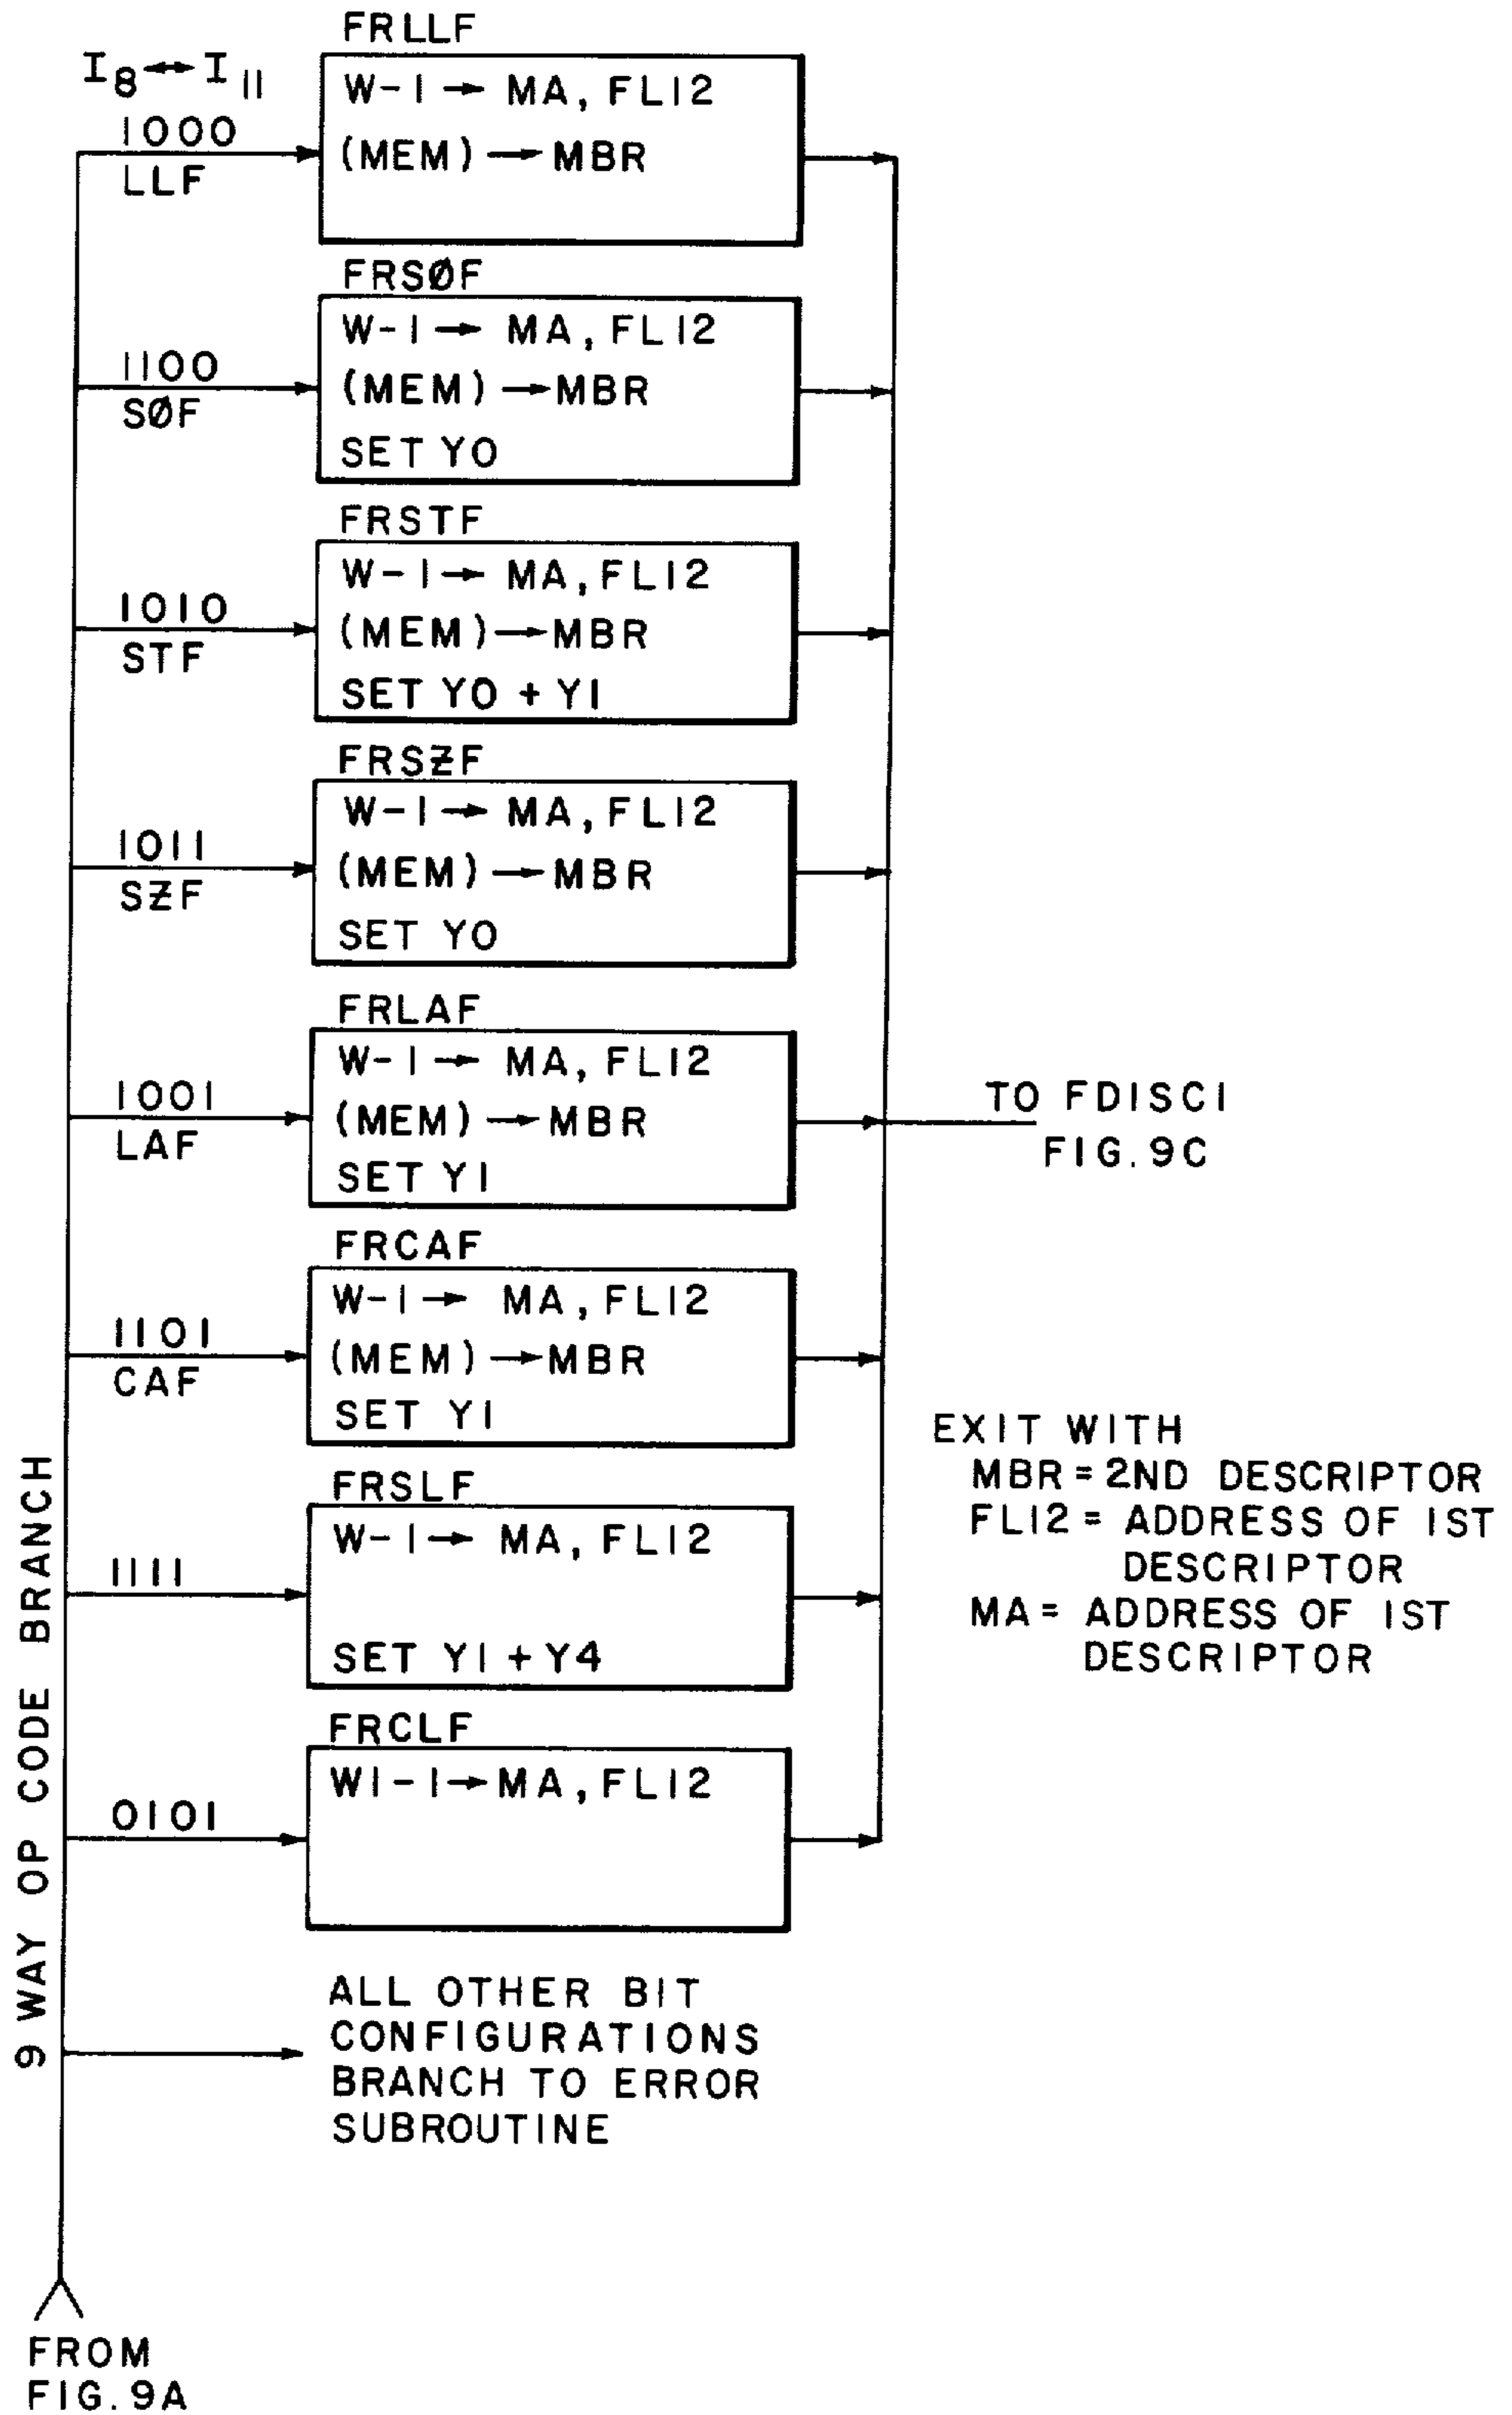 FRLLF
I8↔I11
W-1→ MA, FL12
1000
(MEM)→ MBR
LLF
FRSØF
W-1→ MA, FL12
1100
(MEM)→MBR
SØF
SET Y0
FRSTF
W-1→ MA, FL12
1010
(MEM)→MBR
STF
SET Y0 + Y1
FRSƵF
W-1→ MA, FL12
1011
(MEM)→MBR
SƵF
SET Y0
FRLAF
W-1→ MA, FL12
1001
(MEM)→MBR
LAF
SET Y1
TO FDISC1
FIG. 9C
FRCAF
W-1→ MA, FL12
1101
(MEM)→MBR
CAF
SET Y1
EXIT WITH
MBR = 2ND DESCRIPTOR
FL12 = ADDRESS OF 1ST
DESCRIPTOR
MA = ADDRESS OF 1ST
DESCRIPTOR
FRSLF
W-1→ MA, FL12
1111
SET Y1 + Y4
FRCLF
W1-1→MA, FL12
0101
9 WAY OP CODE BRANCH
ALL OTHER BIT
CONFIGURATIONS
BRANCH TO ERROR
SUBROUTINE
FROM
FIG. 9A